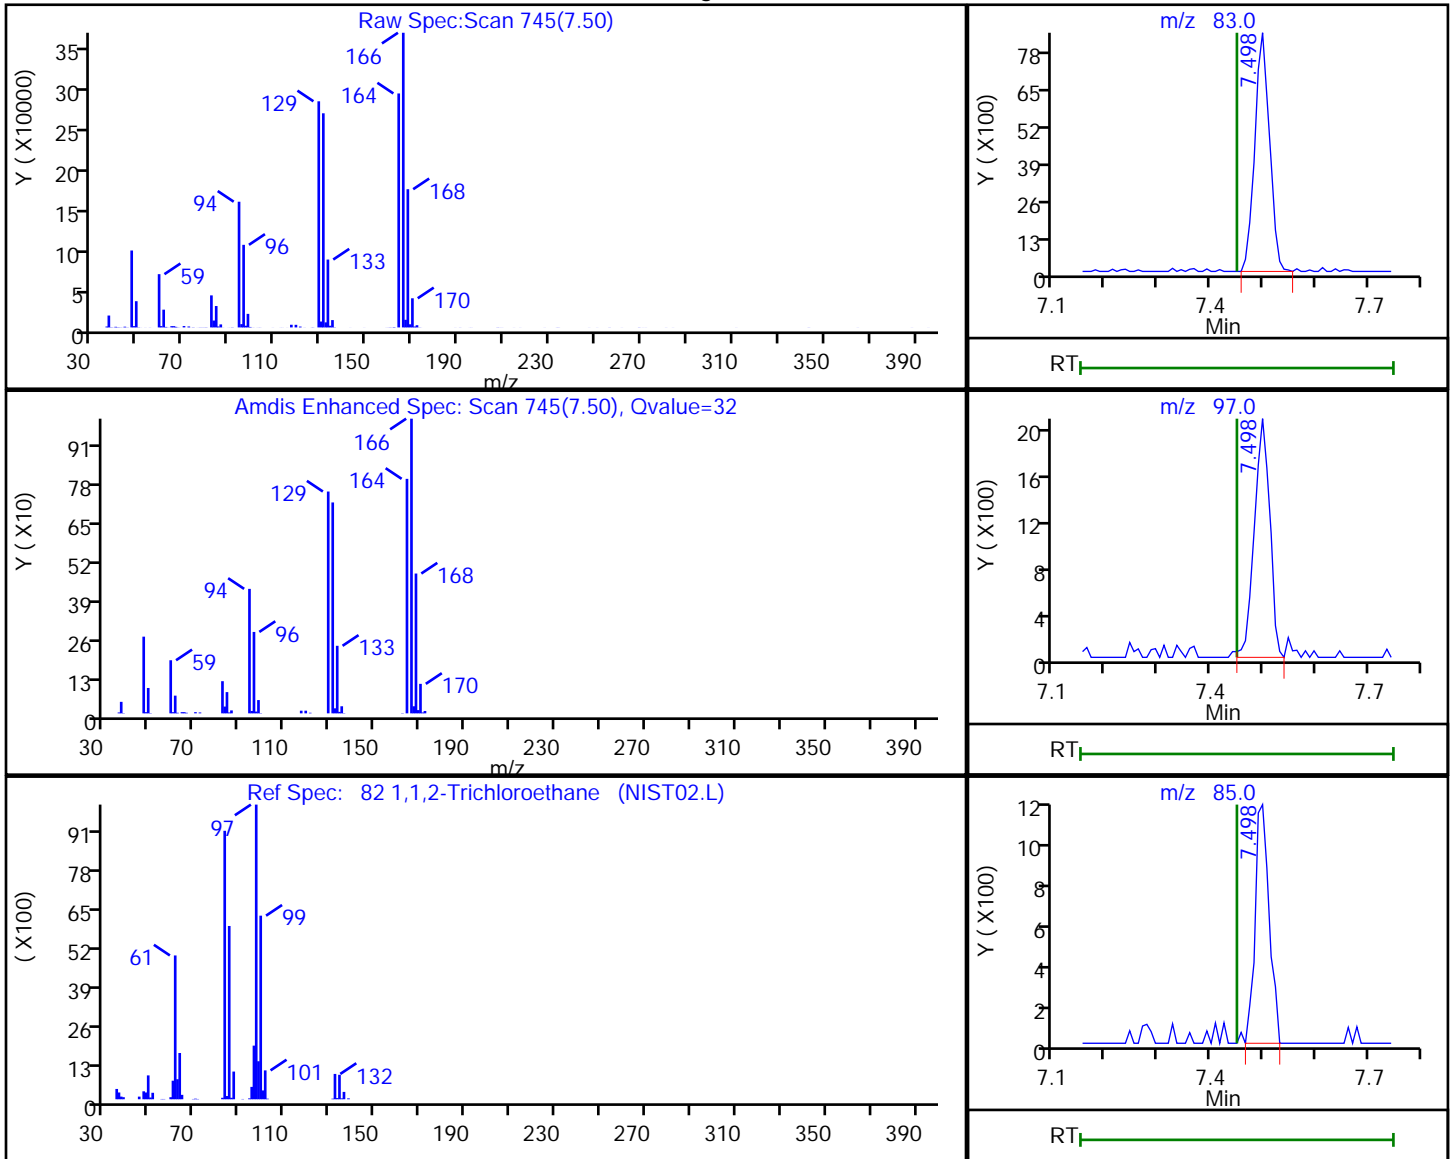 Raw Spec:Scan 745(7.50)
Y ( X10000)
35
30
25
20
15
10
5
0
166
164
129
168
94
96
133
59
170
30 70 110 150 190 230 270 310 350 390
m/z
m/z 83.0
Y ( X100)
78
65
52
39
26
13
0
7.498
7.1 7.4 7.7
Min
RT
Amdis Enhanced Spec: Scan 745(7.50), Qvalue=32
Y ( X10)
91
78
65
52
39
26
13
0
166
164
129
168
94
96
133
59
170
30 70 110 150 190 230 270 310 350 390
m/z
m/z 97.0
Y ( X100)
20
16
12
8
4
0
7.498
7.1 7.4 7.7
Min
RT
Ref Spec: 82 1,1,2-Trichloroethane (NIST02.L)
( X100)
91
78
65
52
39
26
13
0
97
99
61
101
132
30 70 110 150 190 230 270 310 350 390
m/z 85.0
Y ( X100)
12
10
8
6
4
2
0
7.498
7.1 7.4 7.7
Min
RT